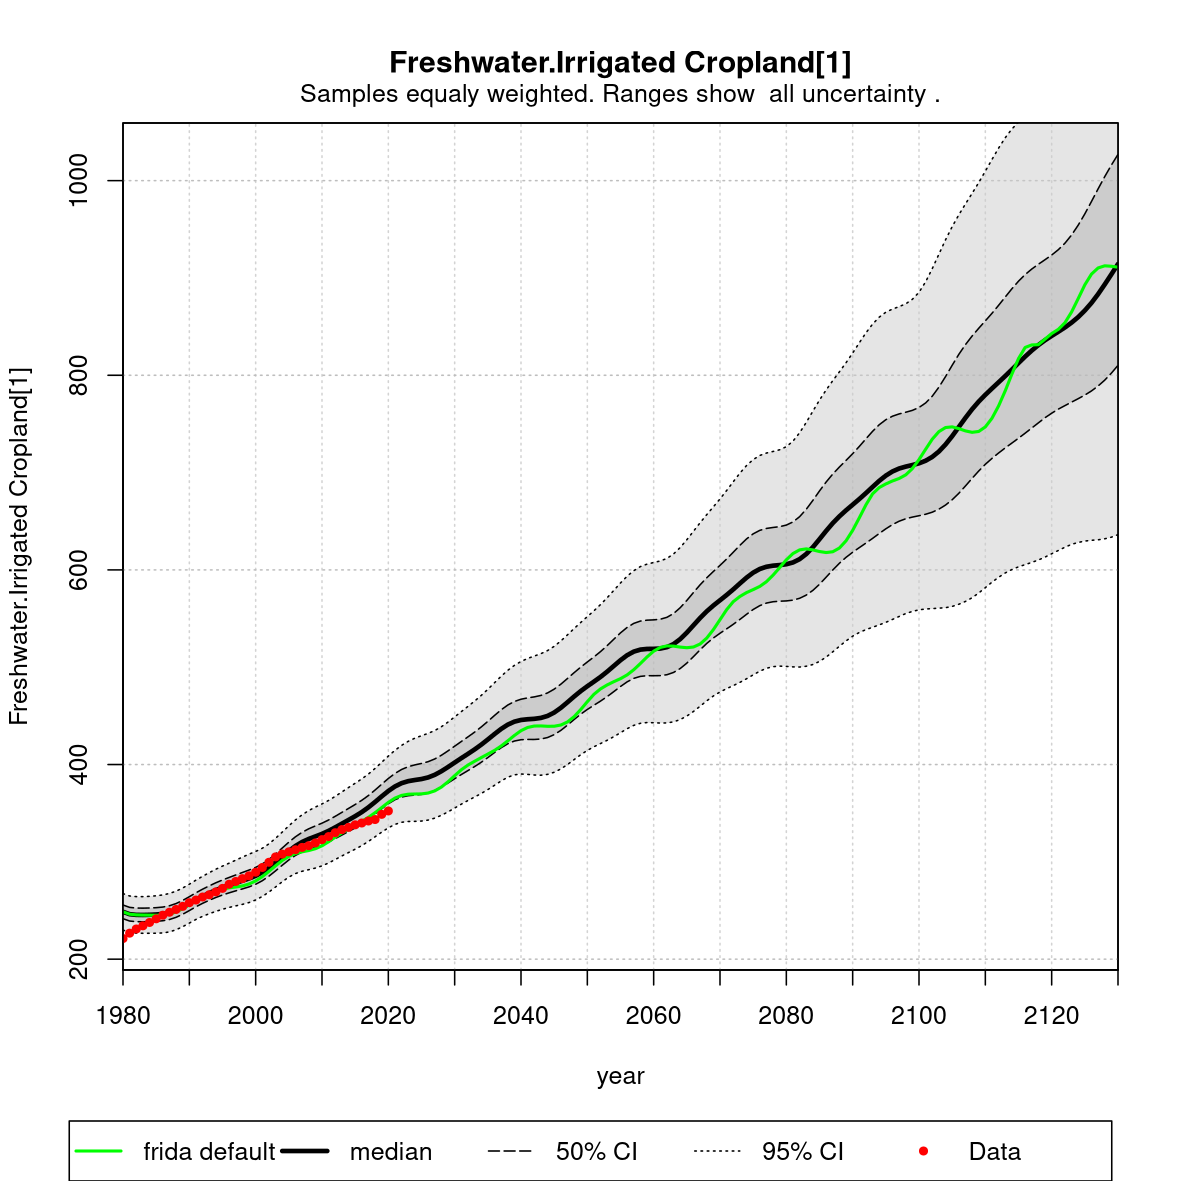 Freshwater.Irrigated Cropland[1]
Samples equaly weighted. Ranges show  all uncertainty .
Freshwater.Irrigated Cropland[1]
1000
800
600
400
200
1980 2000 2020 2040 2060 2080 2100 2120
year
frida default median 50% CI 95% CI Data